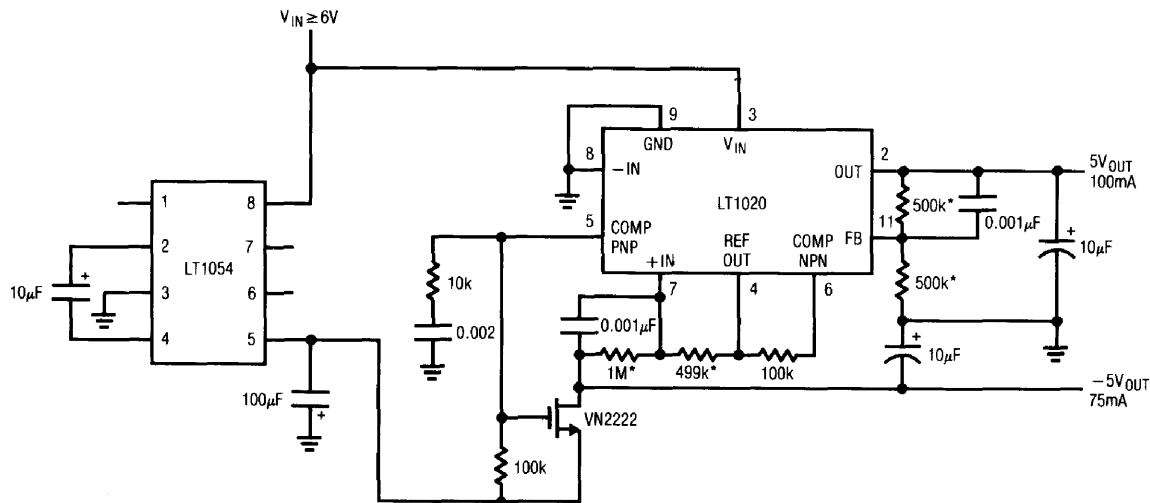 V_IN ≥ 6V
9
3
GND
V_IN
8
-IN
2
OUT
5V_OUT
100mA
LT1020
500k*
0.001µF
10µF
11
FB
5
COMP
PNP
REF
OUT
COMP
NPN
+IN
7
4
6
500k*
1
8
2
7
LT1054
3
6
4
5
10µF
10k
0.002
0.001µF
1M*
499k*
100k
10µF
+
+
+
+
100µF
VN2222
100k
-5V_OUT
75mA